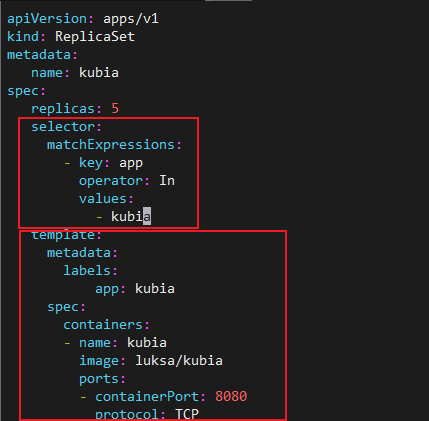 apiVersion: apps/v1
kind: ReplicaSet
metadata:
   name: kubia
spec:
   replicas: 5
   selector:
     matchExpressions:
       - key: app
         operator: In
         values:
           - kubia
   template:
     metadata:
       labels:
           app: kubia
     spec:
       containers:
       - name: kubia
         image: luksa/kubia
         ports:
         - containerPort: 8080
           protocol: TCP